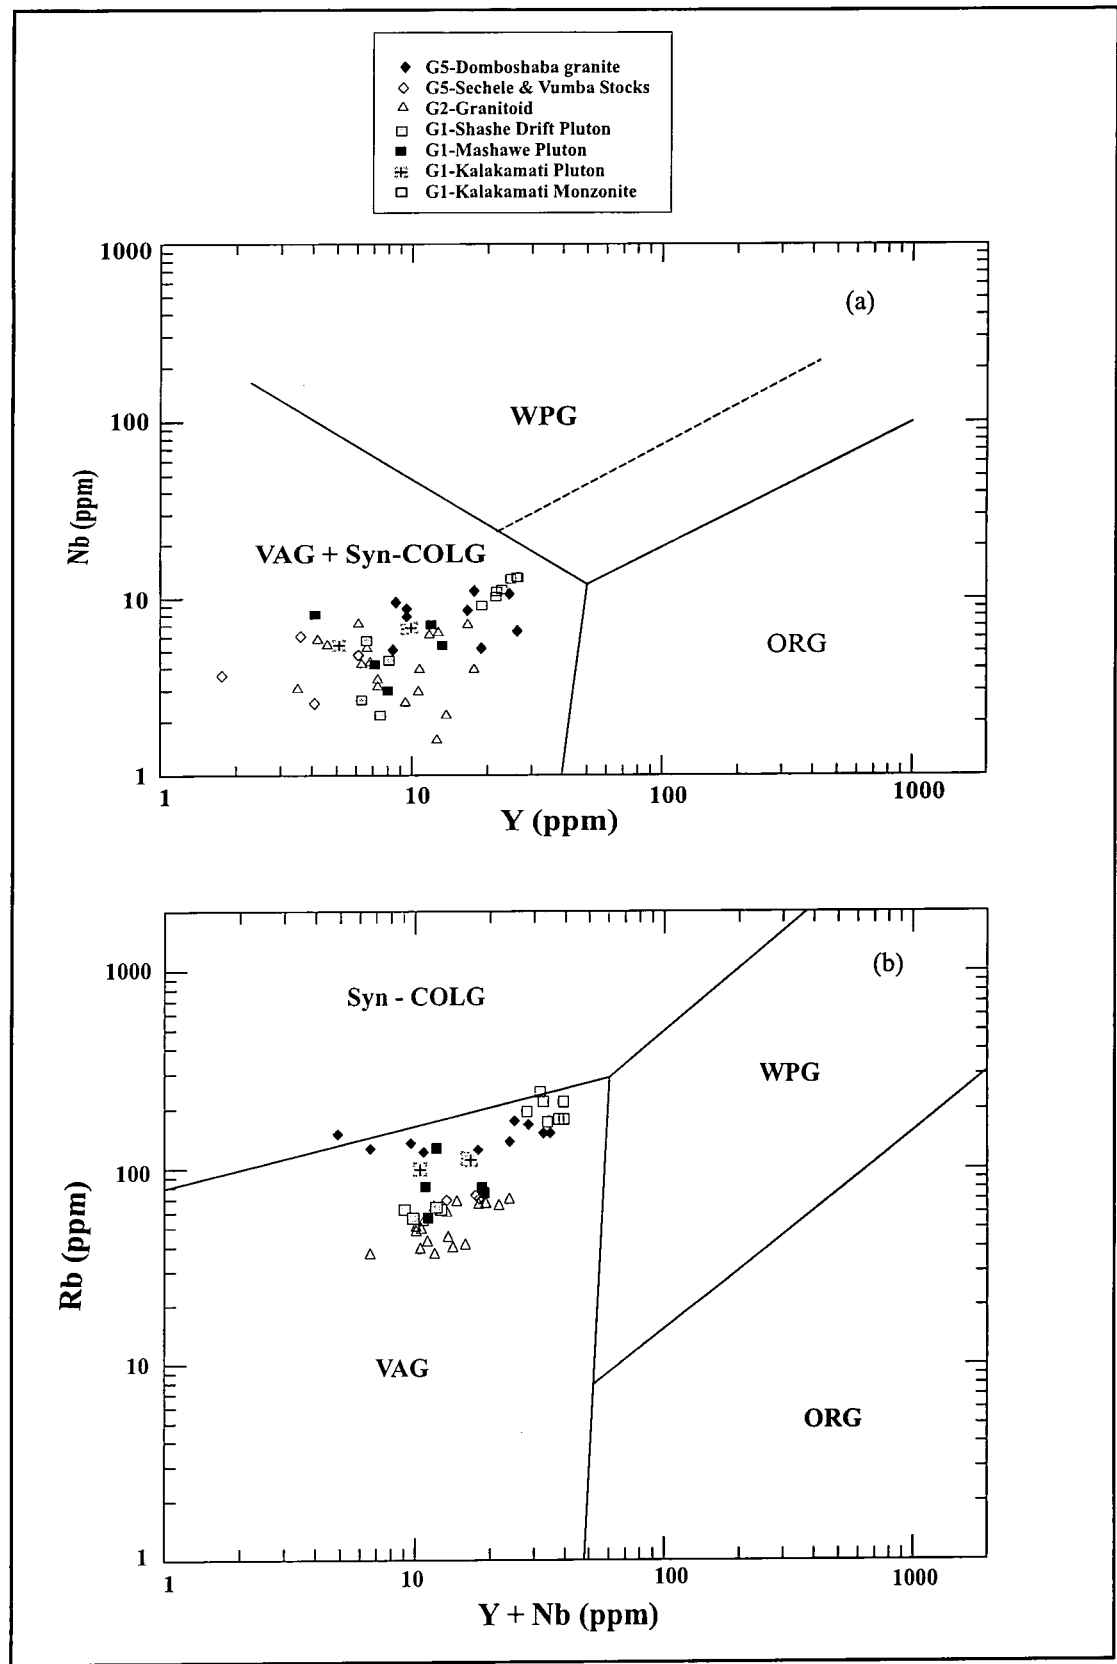 G5-Domboshaba granite
G5-Sechele & Vumba Stocks
G2-Granitoid
G1-Shashe Drift Pluton
G1-Mashawe Pluton
G1-Kalakamati Pluton
G1-Kalakamati Monzonite
1000
(a)
WPG
100
Nb (ppm)
VAG + Syn-COLG
10
ORG
1
1 10 100 1000
Y (ppm)
(b)
1000
Syn - COLG
WPG
100
Rb (ppm)
10
VAG
ORG
1
1 10 100 1000
Y + Nb (ppm)